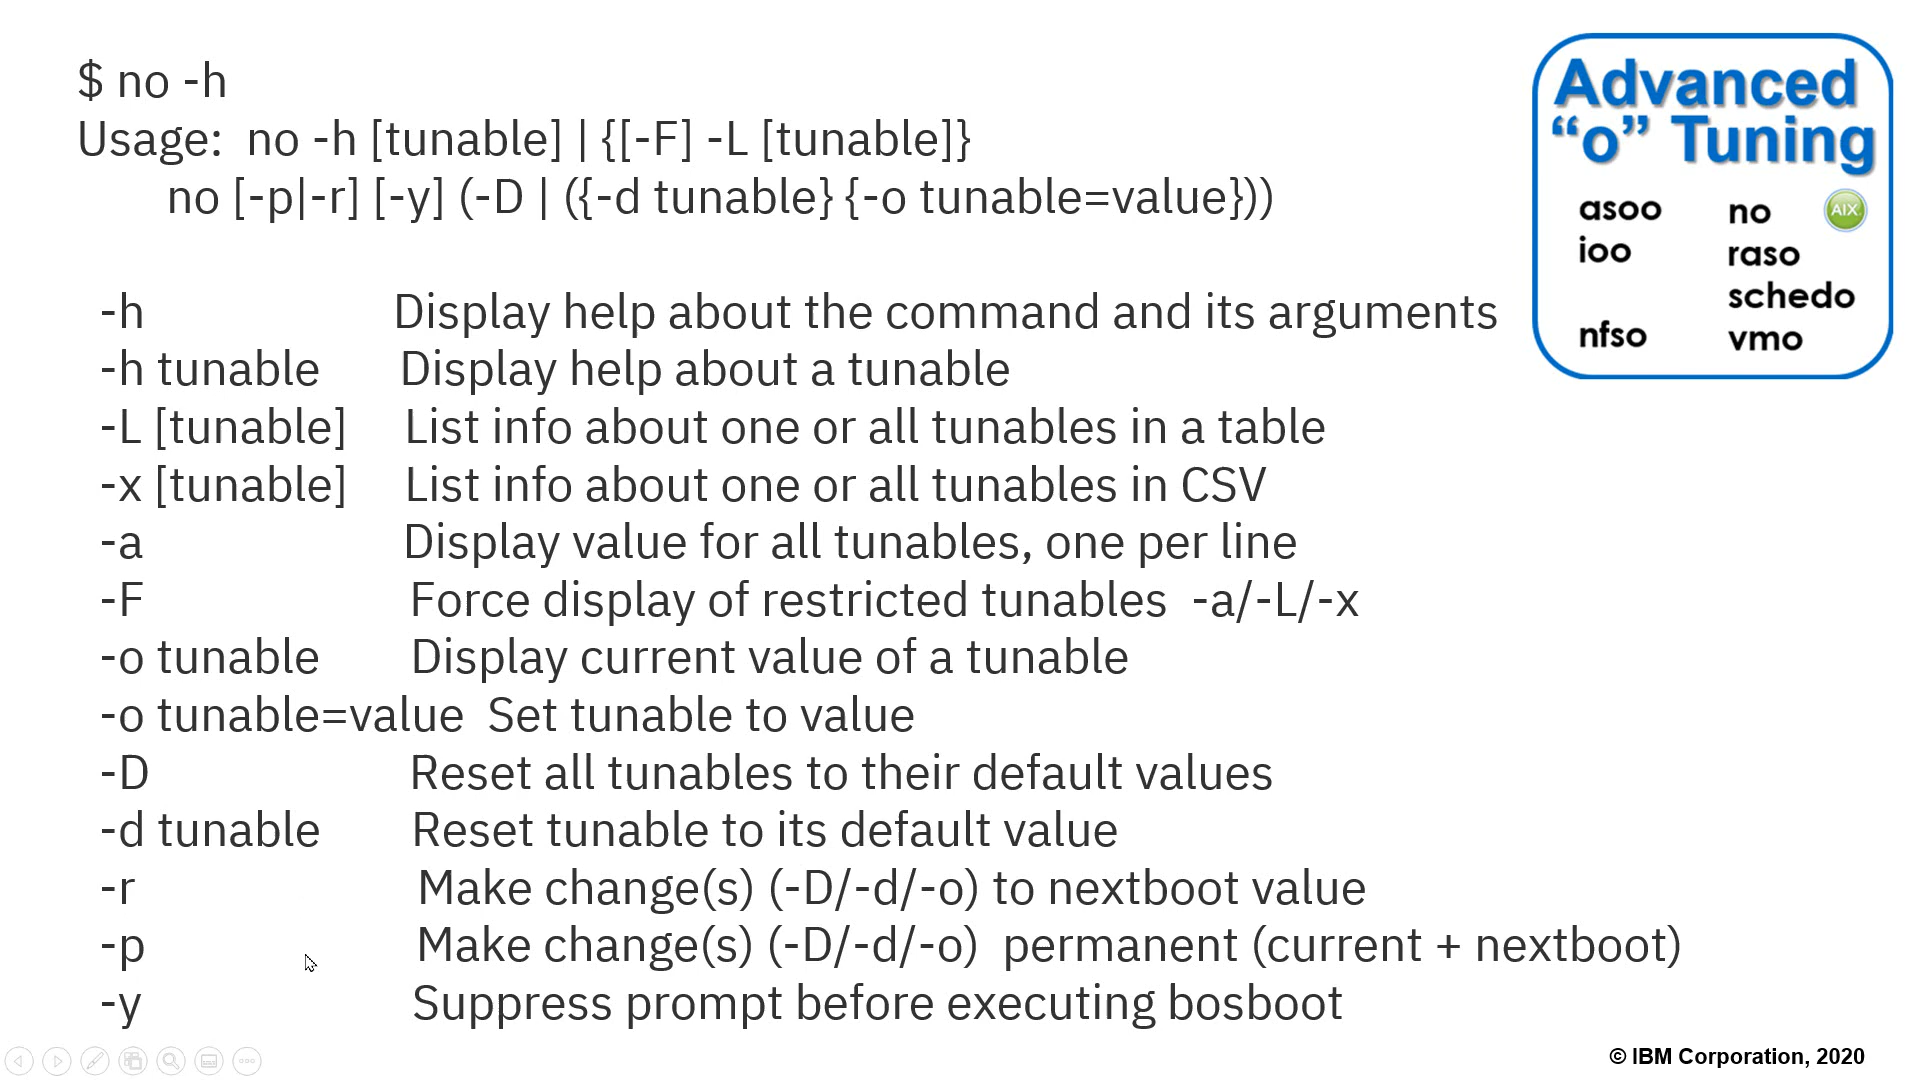 $ no -h
Usage:  no -h [tunable] | {[-F] -L [tunable]}
no [-p|-r] [-y] (-D | ({-d tunable} {-o tunable=value}))
-h Display help about the command and its arguments
-h tunable Display help about a tunable
-L [tunable] List info about one or all tunables in a table
-x [tunable] List info about one or all tunables in CSV
-a Display value for all tunables, one per line
-F Force display of restricted tunables  -a/-L/-x
-o tunable Display current value of a tunable
-o tunable=value Set tunable to value
-D Reset all tunables to their default values
-d tunable Reset tunable to its default value
-r Make change(s) (-D/-d/-o) to nextboot value
-p Make change(s) (-D/-d/-o)  permanent (current + nextboot)
-y Suppress prompt before executing bosboot
Advanced
“o” Tuning
asoo no AIX
ioo raso
schedo
nfso vmo
© IBM Corporation, 2020